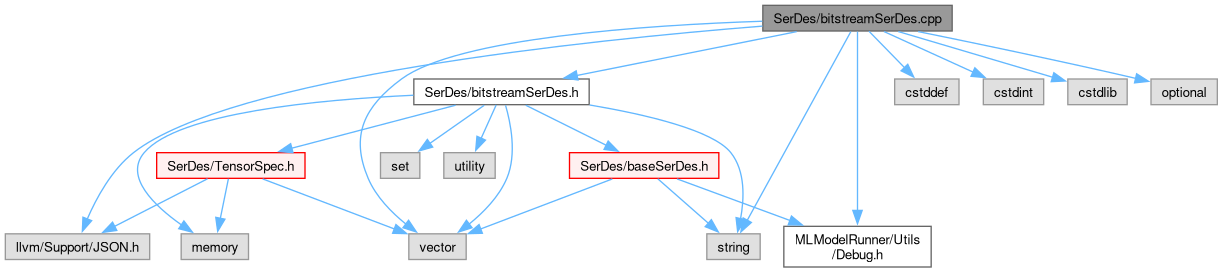 SerDes/bitstreamSerDes.cpp
SerDes/bitstreamSerDes.h
cstddef
cstdint
cstdlib
optional
SerDes/TensorSpec.h
set
utility
SerDes/baseSerDes.h
llvm/Support/JSON.h
memory
vector
string
MLModelRunner/Utils
/Debug.h